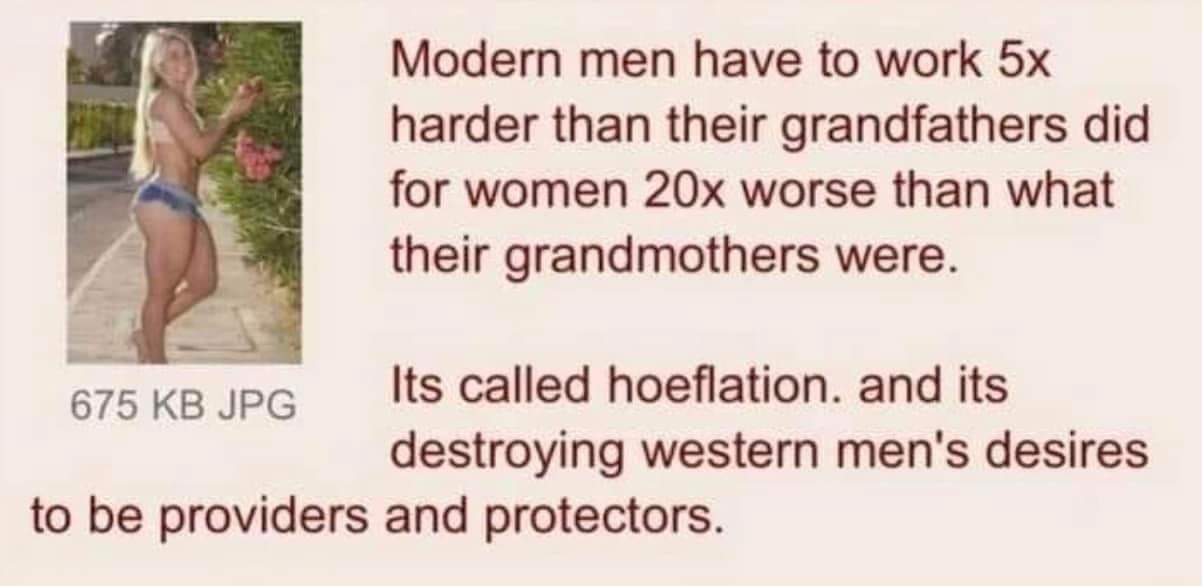 Modern men have to work 5x
harder than their grandfathers did
for women 20x worse than what
their grandmothers were.
675 KB JPG
Its called hoeflation. and its
destroying western men's desires
to be providers and protectors.